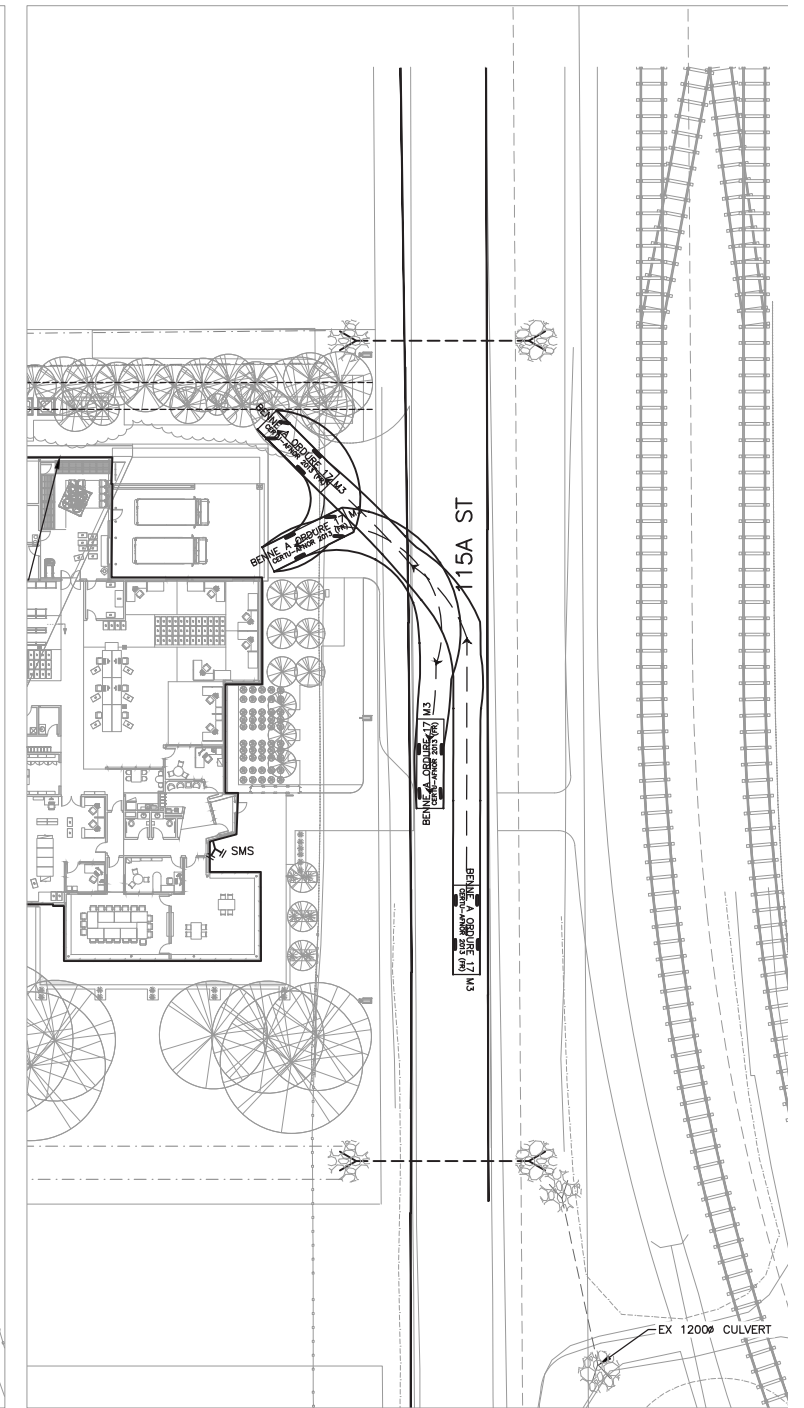 BENNE A ORDURE 17 M3
CERTU-AFNOR 2013 (FR)
BENNE A ORDURE 17 M
CERTU-AFNOR 2013 (FR)
115A ST
BENNE A ORDURE 17 M3
CERTU-AFNOR 2013 (FR)
SMS
BENNE A ORDURE 17 M3
CERTU-AFNOR 2013 (FR)
EX 1200Ø CULVERT